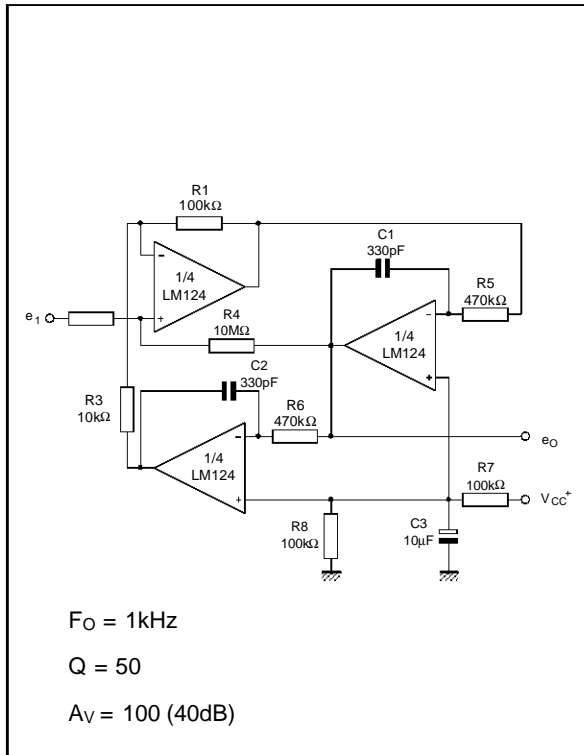 R1
100kΩ
C1
330pF
1/4
LM124
R5
470kΩ
e1
R4
10MΩ
1/4
LM124
C2
330pF
R3
10kΩ
R6
470kΩ
1/4
LM124
eO
R7
100kΩ
VCC+
R8
100kΩ
C3
10μF
FO = 1kHz
Q = 50
AV = 100 (40dB)